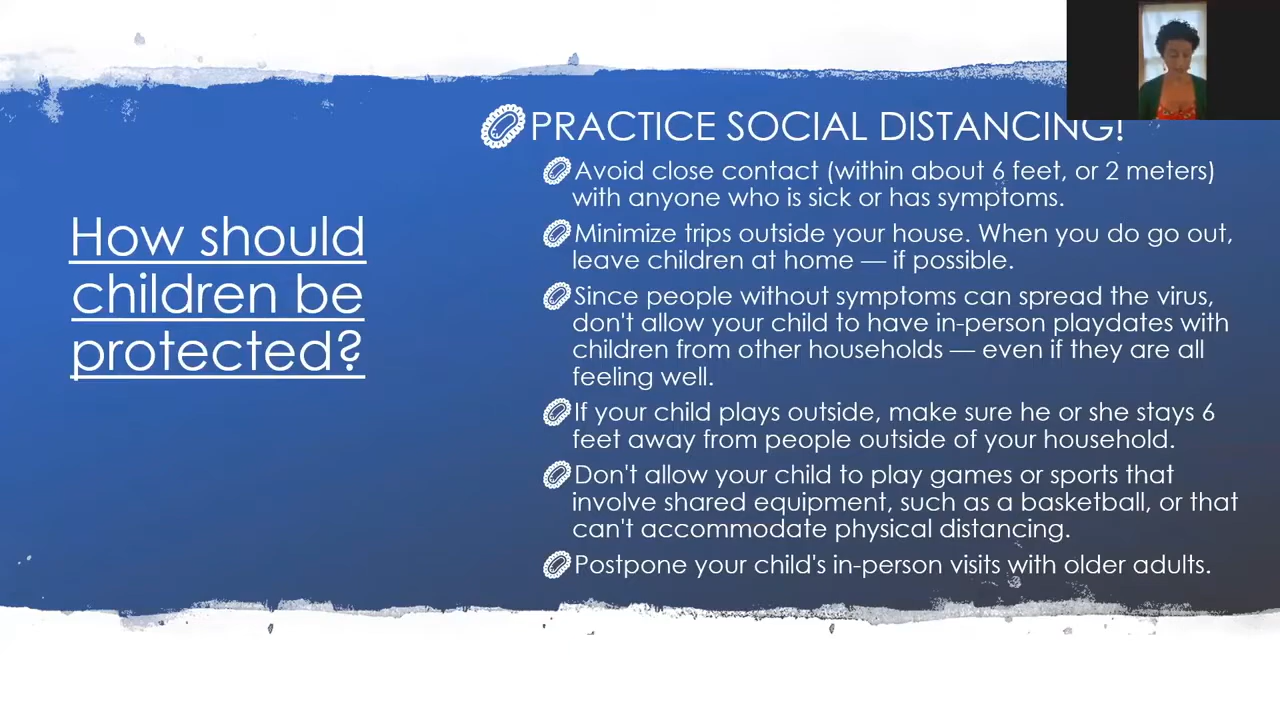 How should
children be
protected?
PRACTICE SOCIAL DISTANCING!
Avoid close contact (within about 6 feet, or 2 meters)
with anyone who is sick or has symptoms.
Minimize trips outside your house. When you do go out,
leave children at home — if possible.
Since people without symptoms can spread the virus,
don't allow your child to have in-person playdates with
children from other households — even if they are all
feeling well.
If your child plays outside, make sure he or she stays 6
feet away from people outside of your household.
Don't allow your child to play games or sports that
involve shared equipment, such as a basketball, or that
can't accommodate physical distancing.
Postpone your child's in-person visits with older adults.